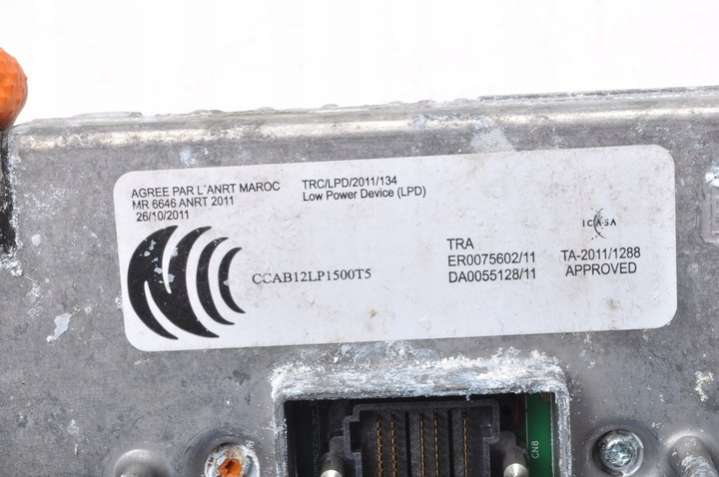 AGREE PAR L´ANRT MAROC
MR 6646 ANRT 2011
26/10/2011
TRC/LPD/2011/134
Low Power Device (LPD)
CCAB12LP1500T5
TRA
ER0075602/11
DA0055128/11
ICASA
TA-2011/1288
APPROVED
CN8